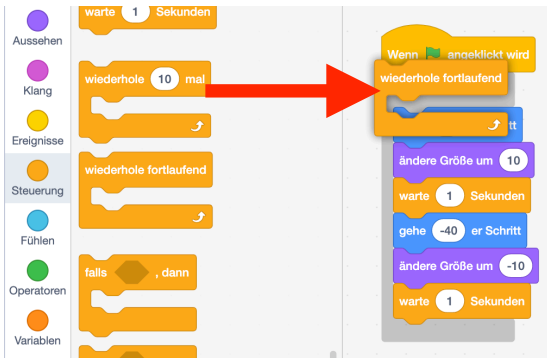 Aussehen
Klang
Ereignisse
Steuerung
Fühlen
Operatoren
Variablen
warte 1 Sekunden
wiederhole 10 mal
wiederhole fortlaufend
falls , dann
Wenn angeklickt wird
wiederhole fortlaufend
tt
ändere Größe um 10
warte 1 Sekunden
gehe -40 er Schritt
ändere Größe um -10
warte 1 Sekunden